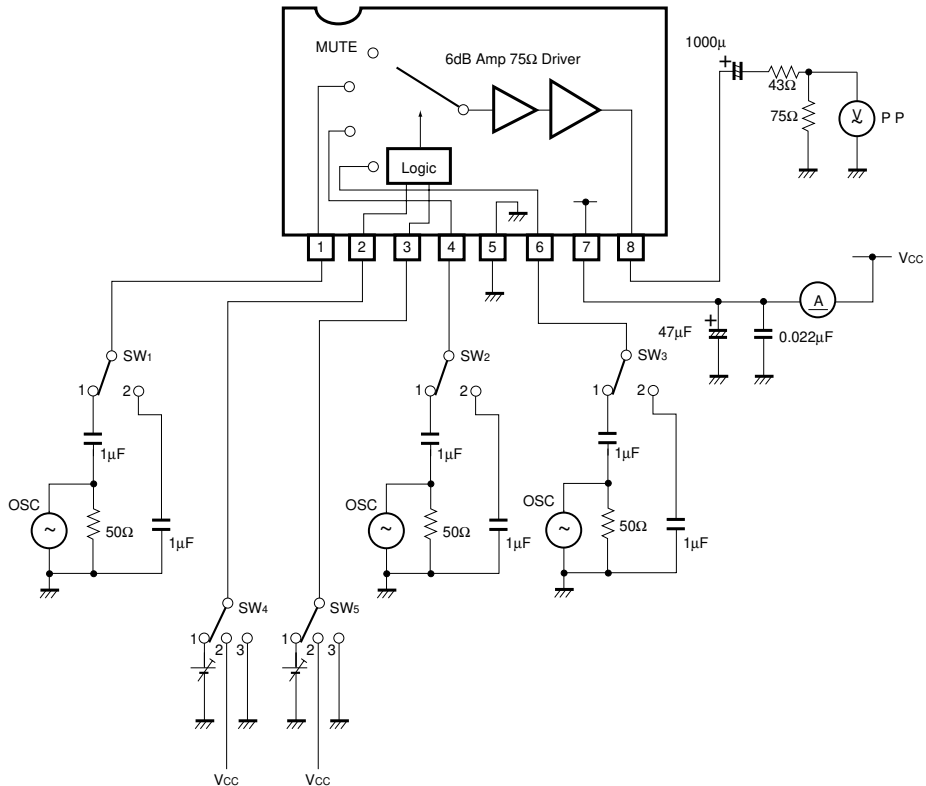 1000μ
+
MUTE
6dB Amp 75Ω Driver
43Ω
75Ω
V
P P
Logic
1 2 3 4 5 6 7 8
VCC
A
+
47μF
0.022μF
SW1
SW2
SW3
1 2
1 2
1 2
1μF
1μF
1μF
OSC
OSC
OSC
~
~
~
50Ω
50Ω
50Ω
1μF
1μF
1μF
SW4
SW5
1 2 3
1 2 3
VCC
VCC